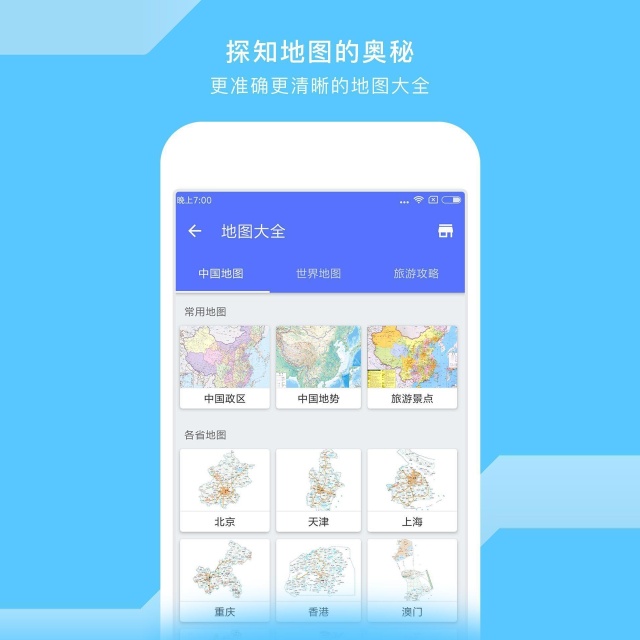 探知地图的奥秘
更准确更清晰的地图大全
晚上7:00
地图大全
中国地图 世界地图 旅游攻略
常用地图
中国政区 中国地势 旅游景点
各省地图
北京 天津 上海
重庆 香港 澳门